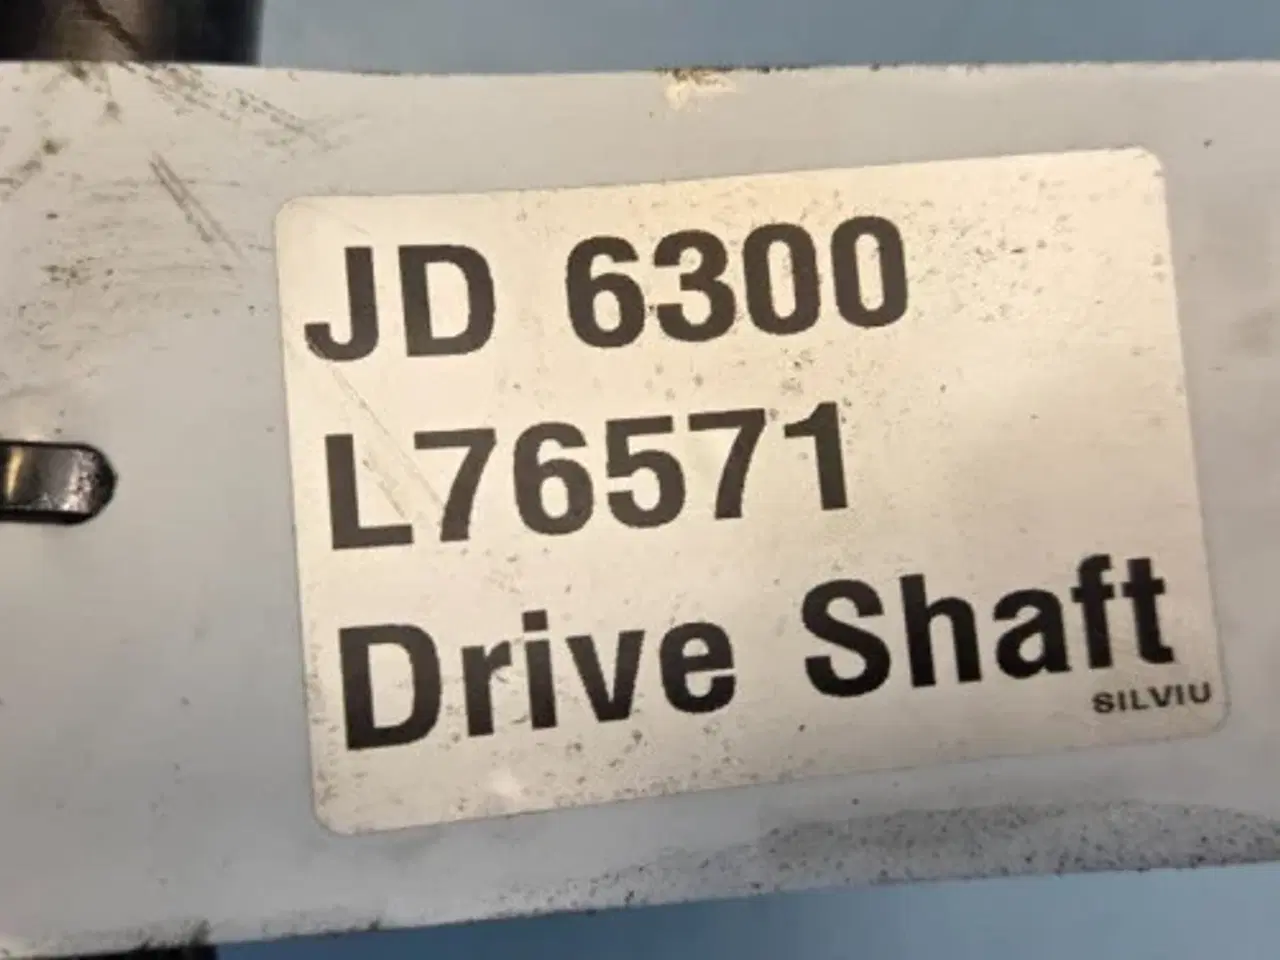 JD 6300
L76571
Drive Shaft
SILVIU